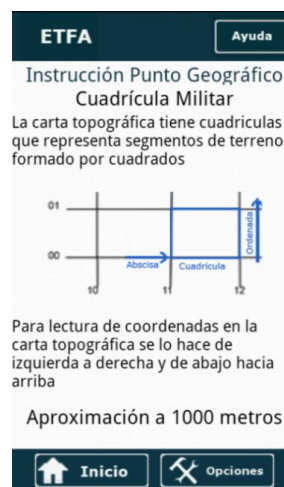 ETFA
Ayuda
Instrucción Punto Geográfico
Cuadrícula Militar
La carta topográfica tiene cuadriculas
que representa segmentos de terreno
formado por cuadrados
01
00
Abscisa
Cuadrícula
Ordenada
10
11
12
Para lectura de coordenadas en la
carta topográfica se lo hace de
izquierda a derecha y de abajo hacia
arriba
Aproximación a 1000 metros
Inicio
Opciones